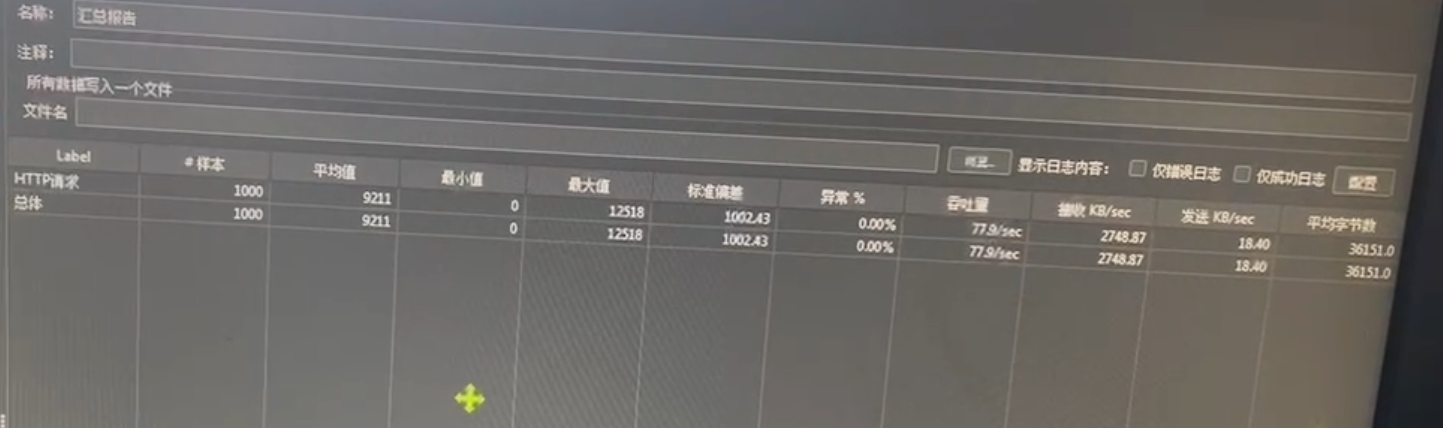 名称： 汇总报告
注释：
所有数据写入一个文件
文件名 浏览... 显示日志内容： 仅错误日志 仅成功日志 配置
Label # 样本 平均值 最小值 最大值 标准偏差 异常 % 吞吐量 接收 KB/sec 发送 KB/sec 平均字节数
HTTP请求 1000 9211 0 12518 1002.43 0.00% 77.9/sec 2748.87 18.40 36151.0
总体 1000 9211 0 12518 1002.43 0.00% 77.9/sec 2748.87 18.40 36151.0